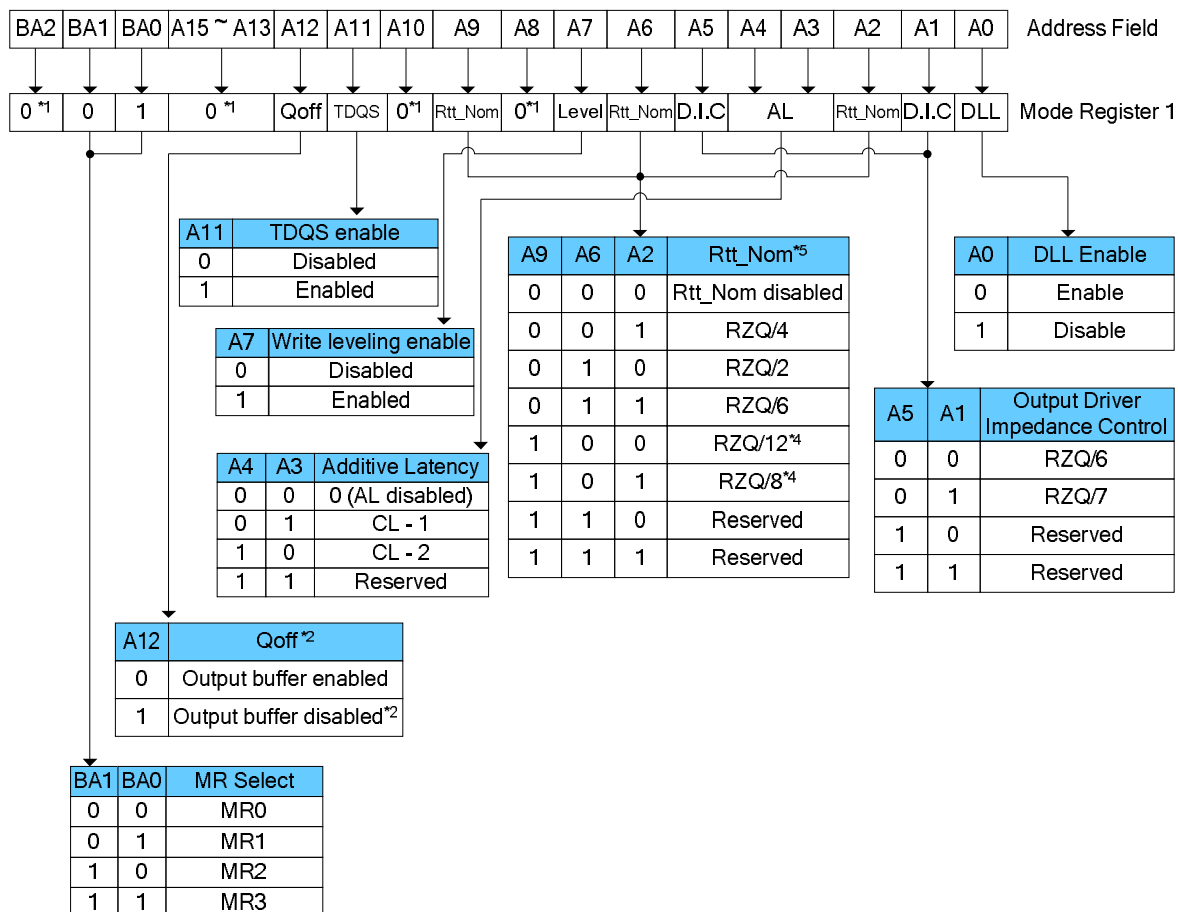 BA2 BA1 BA0 A15 ~ A13 A12 A11 A10 A9 A8 A7 A6 A5 A4 A3 A2 A1 A0 Address Field
0*1 0 1 0*1 Qoff TDQS 0*1 Rtt_Nom 0*1 Level Rtt_Nom D.I.C AL Rtt_Nom D.I.C DLL Mode Register 1
A11 TDQS enable
0 Disabled
1 Enabled
A7 Write leveling enable
0 Disabled
1 Enabled
A4 A3 Additive Latency
0 0 0 (AL disabled)
0 1 CL - 1
1 0 CL - 2
1 1 Reserved
A9 A6 A2 Rtt_Nom*5
0 0 0 Rtt_Nom disabled
0 0 1 RZQ/4
0 1 0 RZQ/2
0 1 1 RZQ/6
1 0 0 RZQ/12*4
1 0 1 RZQ/8*4
1 1 0 Reserved
1 1 1 Reserved
A0 DLL Enable
0 Enable
1 Disable
A5 A1 Output Driver
Impedance Control
0 0 RZQ/6
0 1 RZQ/7
1 0 Reserved
1 1 Reserved
A12 Qoff*2
0 Output buffer enabled
1 Output buffer disabled*2
BA1 BA0 MR Select
0 0 MR0
0 1 MR1
1 0 MR2
1 1 MR3